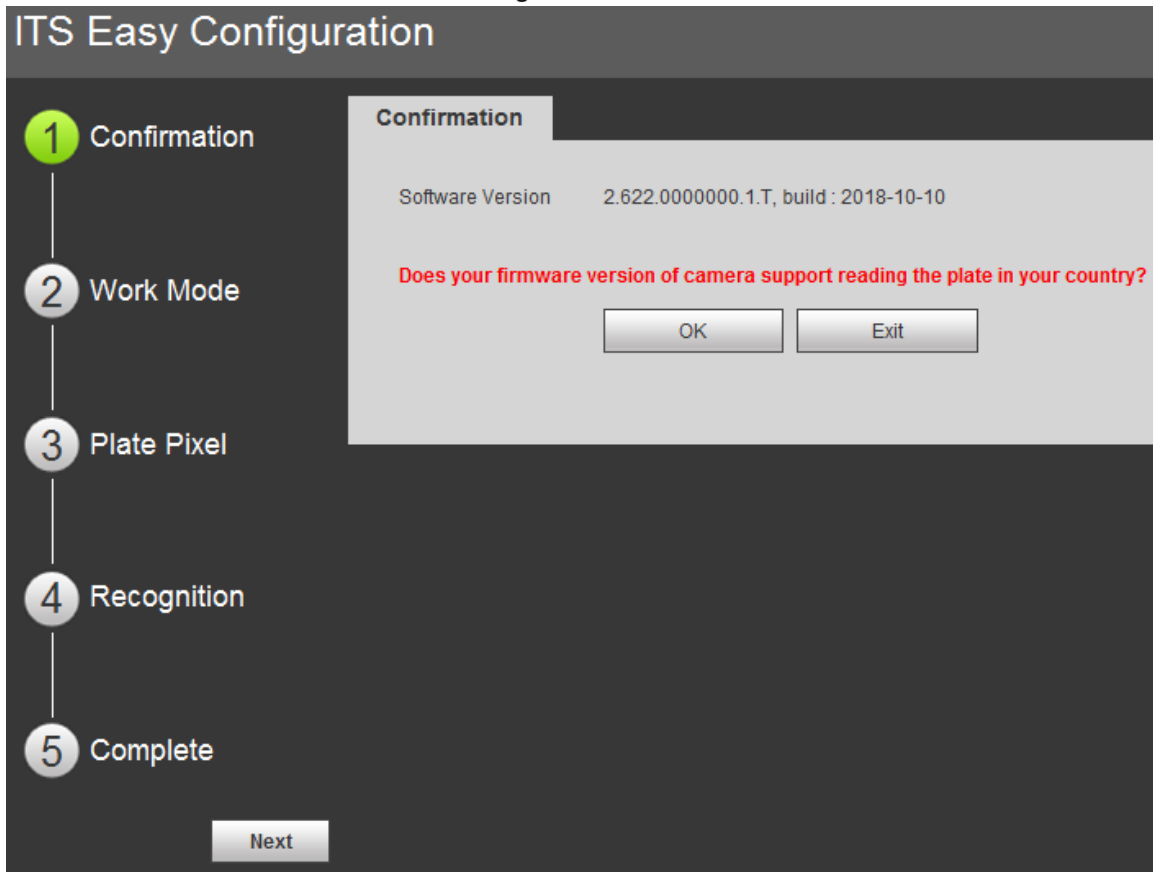 ITS Easy Configuration
1 Confirmation
2 Work Mode
3 Plate Pixel
4 Recognition
5 Complete
Next
Confirmation
Software Version 2.622.0000000.1.T, build : 2018-10-10
Does your firmware version of camera support reading the plate in your country?
OK Exit